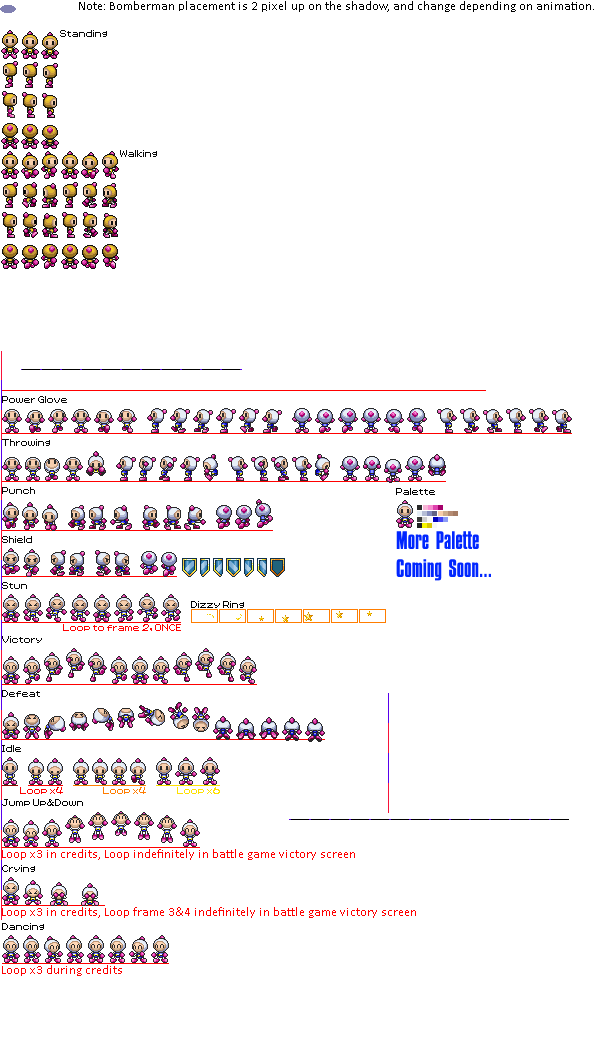 Note: Bomberman placement is 2 pixel up on the shadow, and change depending on animation.
Standing
Walking
Power Glove
Throwing
Punch
Palette
More Palette
Coming Soon...
Shield
Stun
Dizzy Ring
Loop to frame 2, ONCE
Victory
Defeat
Idle
Loop x4
Loop x4
Loop x6
Jump Up&Down
Loop x3 in credits, Loop indefinitely in battle game victory screen
Crying
Loop x3 in credits, Loop frame 3&4 indefinitely in battle game victory screen
Dancing
Loop x3 during credits